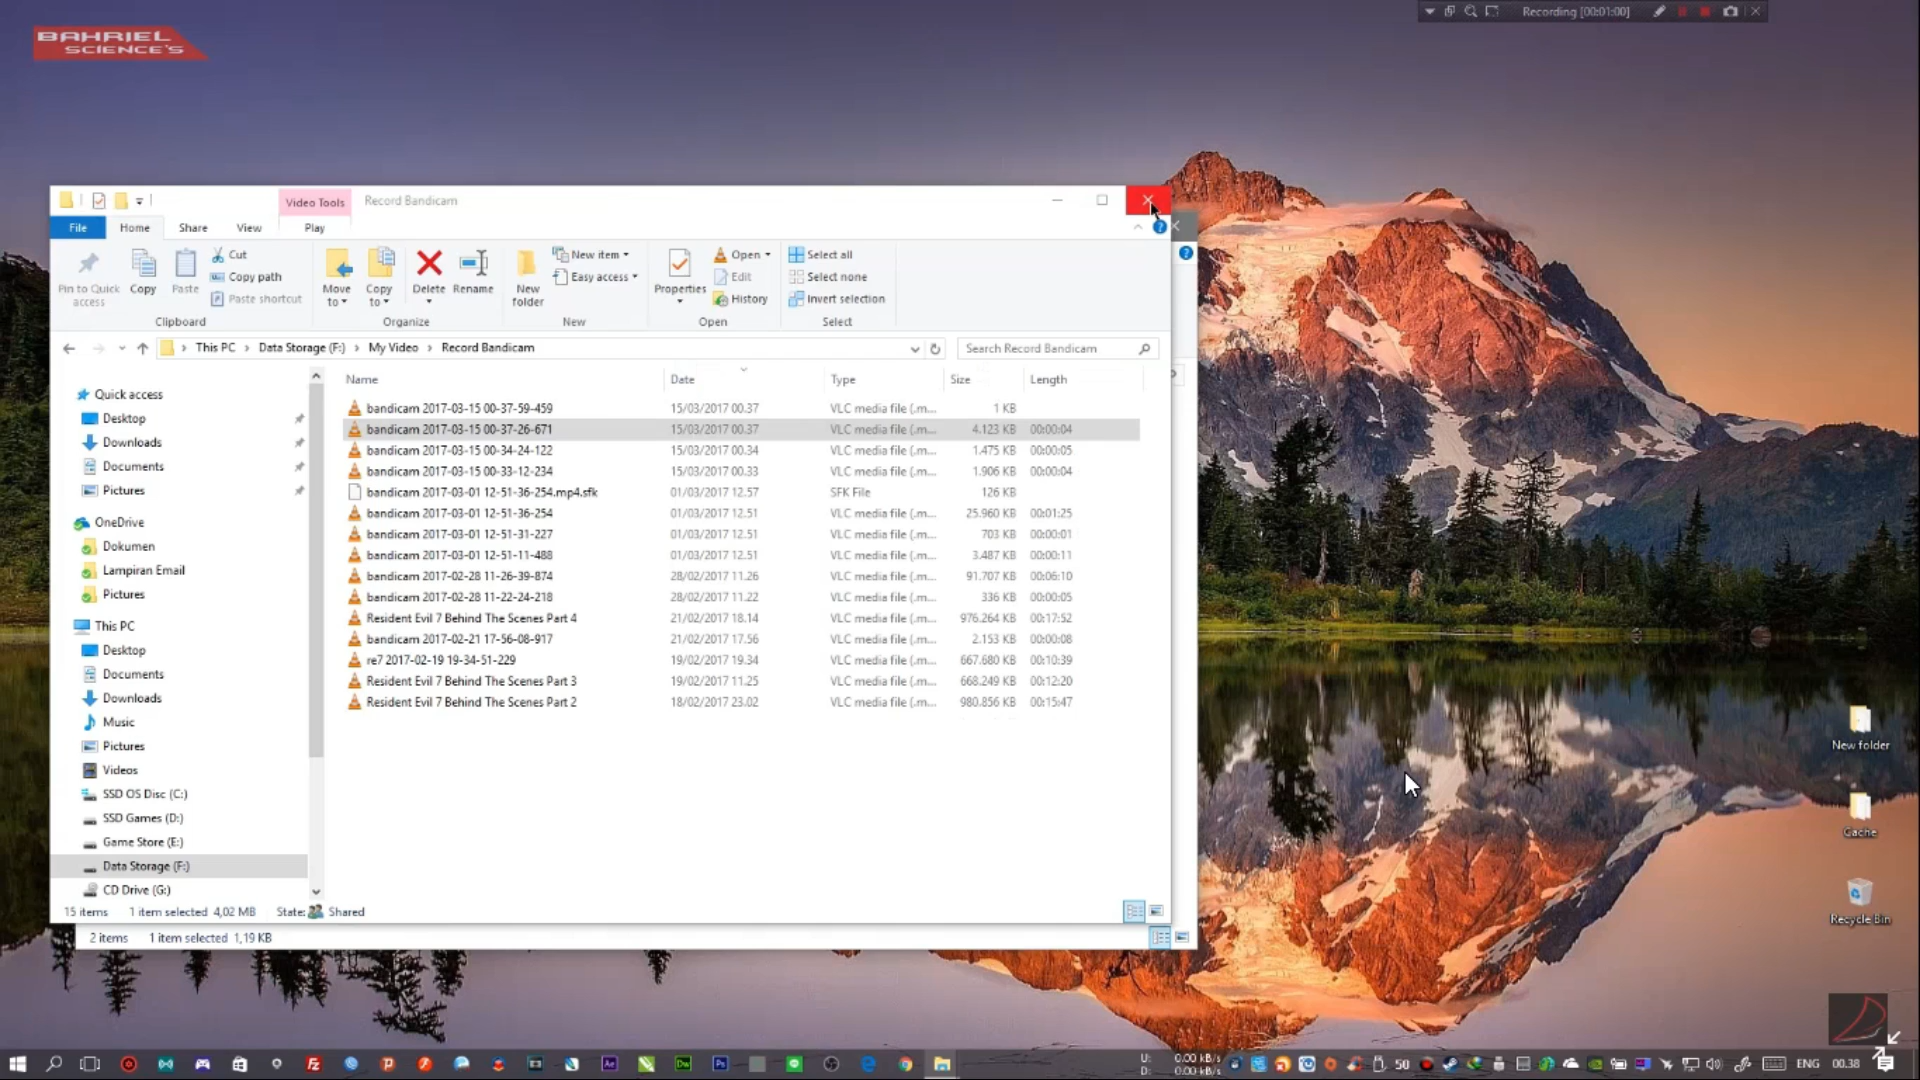 BAHRIEL
SCIENCE'S
Recording [00:01:00]
Video Tools
Record Bandicam
File
Home
Share
View
Play
Pin to Quick access
Copy
Paste
Cut
Copy path
Paste shortcut
Move to
Copy to
Delete
Rename
New folder
New item
Easy access
Properties
Open
Edit
History
Select all
Select none
Invert selection
Clipboard
Organize
New
Open
Select
This PC
Data Storage (F:)
My Video
Record Bandicam
Search Record Bandicam
Name
Date
Type
Size
Length
bandicam 2017-03-15 00-37-59-459 15/03/2017 00.37 VLC media file (.m... 1 KB
bandicam 2017-03-15 00-37-26-671 15/03/2017 00.37 VLC media file (.m... 4.123 KB 00:00:04
bandicam 2017-03-15 00-34-24-122 15/03/2017 00.34 VLC media file (.m... 1.475 KB 00:00:05
bandicam 2017-03-15 00-33-12-234 15/03/2017 00.33 VLC media file (.m... 1.906 KB 00:00:04
bandicam 2017-03-01 12-51-36-254.mp4.sfk 01/03/2017 12.57 SFK File 126 KB
bandicam 2017-03-01 12-51-36-254 01/03/2017 12.51 VLC media file (.m... 25.960 KB 00:01:25
bandicam 2017-03-01 12-51-31-227 01/03/2017 12.51 VLC media file (.m... 703 KB 00:00:01
bandicam 2017-03-01 12-51-11-488 01/03/2017 12.51 VLC media file (.m... 3.487 KB 00:00:11
bandicam 2017-02-28 11-26-39-874 28/02/2017 11.26 VLC media file (.m... 91.707 KB 00:06:10
bandicam 2017-02-28 11-22-24-218 28/02/2017 11.22 VLC media file (.m... 336 KB 00:00:05
Resident Evil 7 Behind The Scenes Part 4 21/02/2017 18.14 VLC media file (.m... 976.264 KB 00:17:52
bandicam 2017-02-21 17-56-08-917 21/02/2017 17.56 VLC media file (.m... 2.153 KB 00:00:08
re7 2017-02-19 19-34-51-229 19/02/2017 19.34 VLC media file (.m... 667.680 KB 00:10:39
Resident Evil 7 Behind The Scenes Part 3 19/02/2017 11.25 VLC media file (.m... 668.249 KB 00:12:20
Resident Evil 7 Behind The Scenes Part 2 18/02/2017 23.02 VLC media file (.m... 980.856 KB 00:15:47
Quick access
Desktop
Downloads
Documents
Pictures
OneDrive
Dokumen
Lampiran Email
Pictures
This PC
Desktop
Documents
Downloads
Music
Pictures
Videos
SSD OS Disc (C:)
SSD Games (D:)
Game Store (E:)
Data Storage (F:)
CD Drive (G:)
15 items 1 item selected 4,02 MB State: Shared
2 items 1 item selected 1,19 KB
New folder
Cache
Recycle Bin
U: 0.00 kB/s
D: 0.00 kB/s
50
ENG
00.38